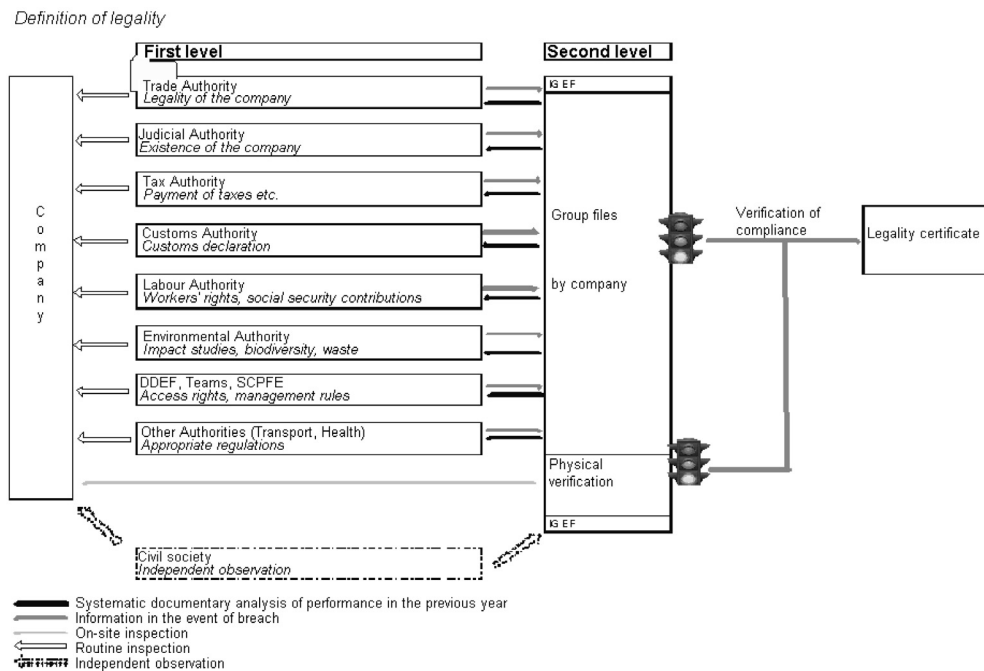 Definition of legality
First level
Second level
Trade Authority
Legality of the company
IGEF
Judicial Authority
Existence of the company
Tax Authority
Payment of taxes etc.
Customs Authority
Customs declaration
Labour Authority
Workers' rights, social security contributions
Environmental Authority
Impact studies, biodiversity, waste
DDEF, Teams, SCPFE
Access rights, management rules
Other Authorities (Transport, Health)
Appropriate regulations
Company
Group files
by company
Verification of
compliance
Legality certificate
Physical
verification
IGEF
Civil society
Independent observation
Systematic documentary analysis of performance in the previous year
Information in the event of breach
On-site inspection
Routine inspection
Independent observation